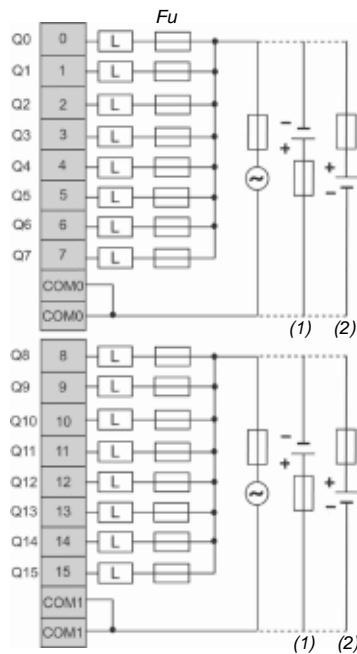 Fu
Q0 0 L
Q1 1 L
Q2 2 L
Q3 3 L
Q4 4 L
Q5 5 L
Q6 6 L
Q7 7 L
COM0
COM0
- + + -
(1) (2)
Q8 8 L
Q9 9 L
Q10 10 L
Q11 11 L
Q12 12 L
Q13 13 L
Q14 14 L
Q15 15 L
COM1
COM1
- + + -
(1) (2)